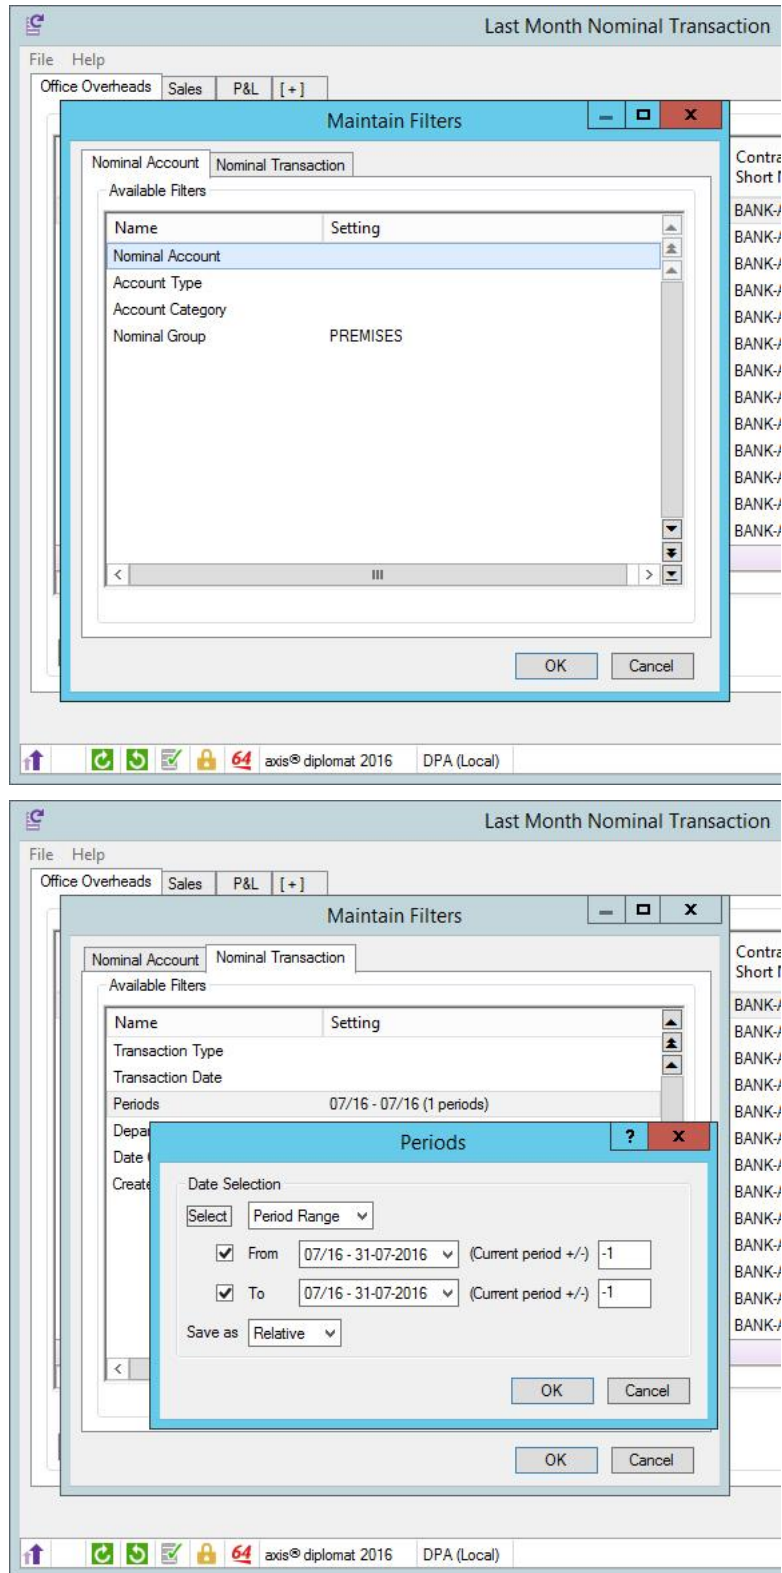 Last Month Nominal Transaction
File Help
Office Overheads Sales P&L [+]
Maintain Filters
Nominal Account Nominal Transaction
Available Filters
Name Setting
Nominal Account
Account Type
Account Category
Nominal Group PREMISES
OK Cancel
Contra
Short
BANK-
BANK-
BANK-
BANK-
BANK-
BANK-
BANK-
BANK-
BANK-
BANK-
BANK-
BANK-
BANK-
64 axis® diplomat 2016 DPA (Local)
Last Month Nominal Transaction
File Help
Office Overheads Sales P&L [+]
Maintain Filters
Nominal Account Nominal Transaction
Available Filters
Name Setting
Transaction Type
Transaction Date
Periods 07/16 - 07/16 (1 periods)
Depar
Date
Create
Periods
Date Selection
Select Period Range
From 07/16 - 31-07-2016 (Current period +/-) -1
To 07/16 - 31-07-2016 (Current period +/-) -1
Save as Relative
OK Cancel
OK Cancel
Contra
Short
BANK-
BANK-
BANK-
BANK-
BANK-
BANK-
BANK-
BANK-
BANK-
BANK-
BANK-
BANK-
BANK-
64 axis® diplomat 2016 DPA (Local)